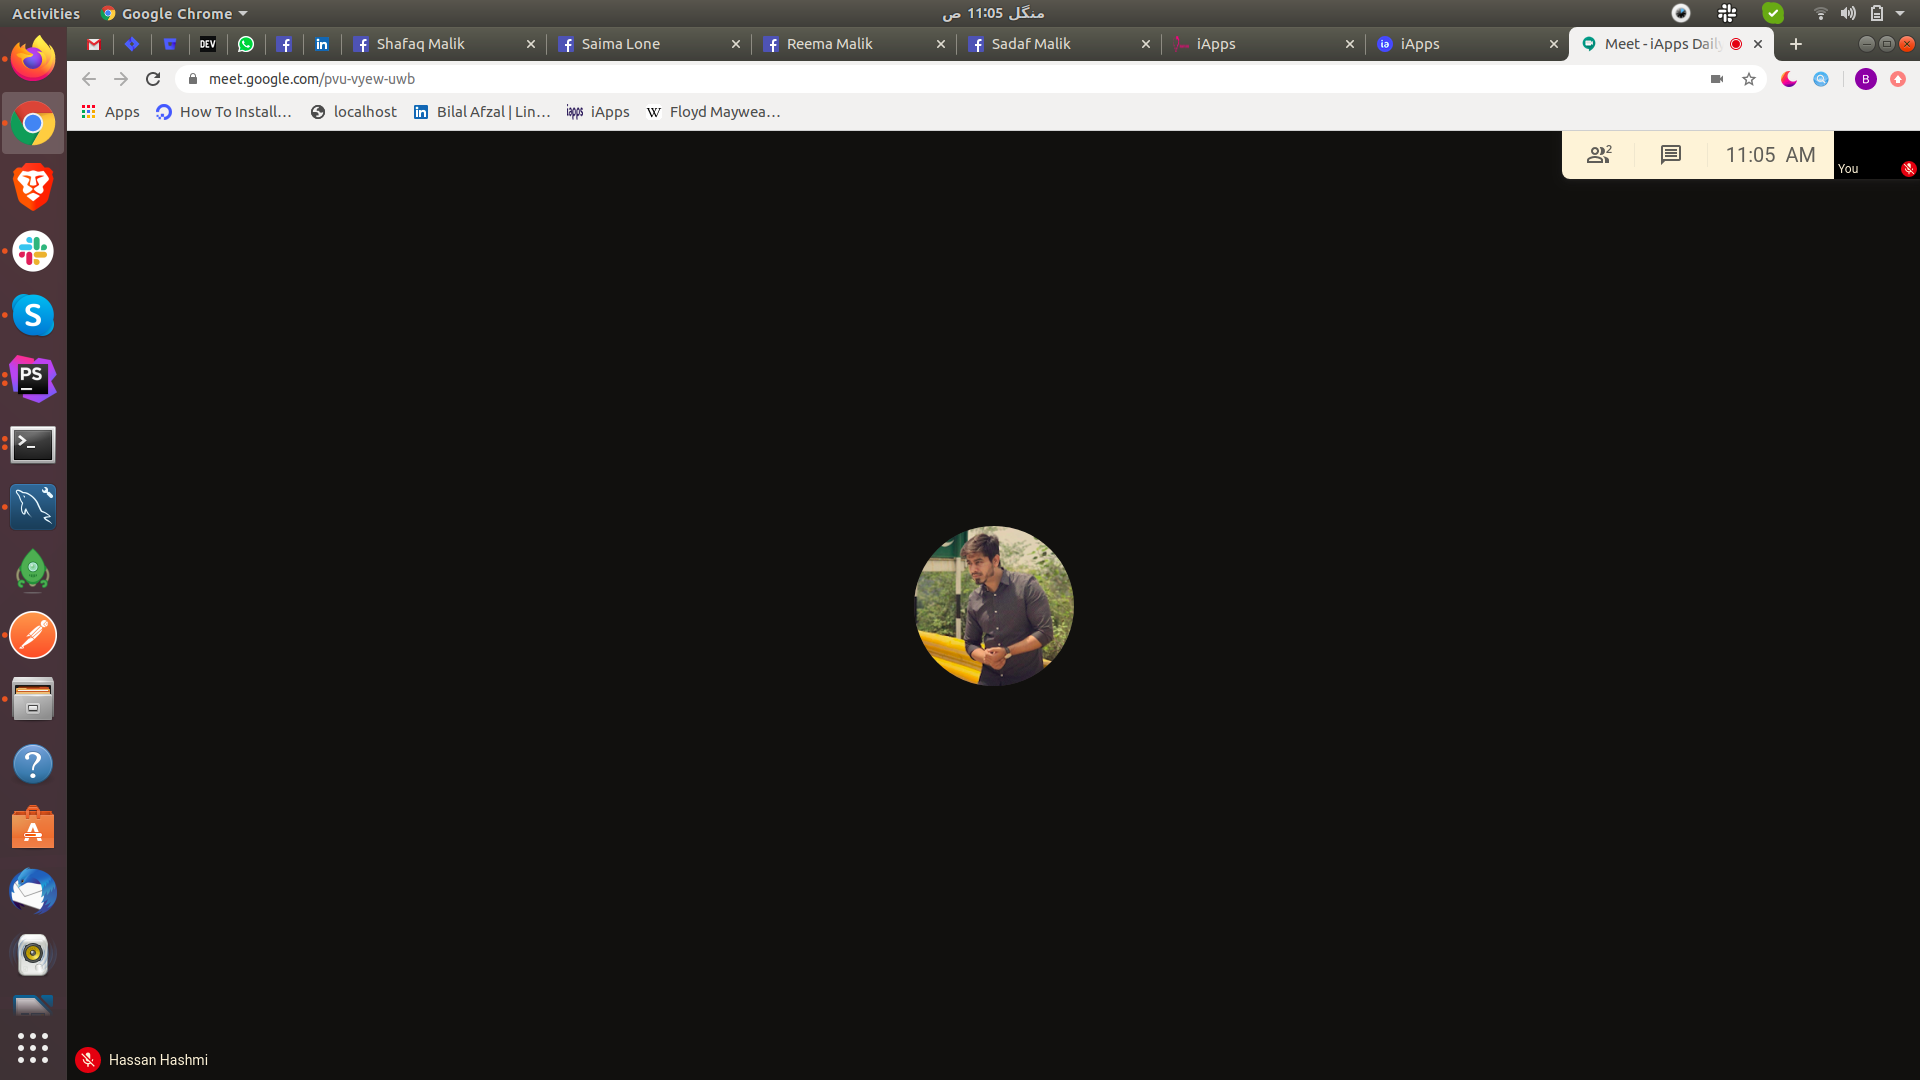 Activities
Google Chrome
منگل 11:05 ص
DEV
Shafaq Malik
Saima Lone
Reema Malik
Sadaf Malik
iApps
iApps
Meet - iApps Daily
meet.google.com/pvu-vyew-uwb
B
Apps
How To Install…
localhost
Bilal Afzal | Lin…
iapps
iApps
W
Floyd Maywea…
2
11:05 AM
You
S
PS
Hassan Hashmi